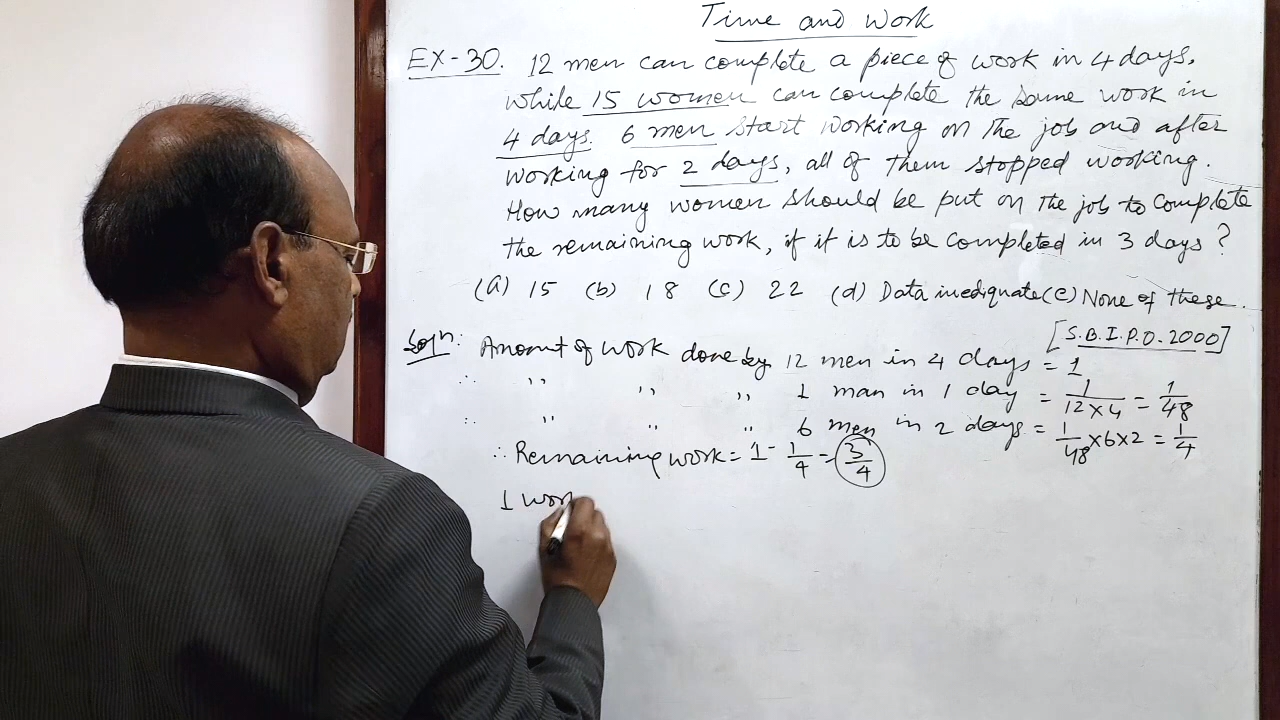 Time and Work
EX-30. 12 men can complete a piece of work in 4 days,
while 15 women can complete the same work in
4 days. 6 men start working on the job and after
working for 2 days, all of them stopped working.
How many women should be put on the job to complete
the remaining work, if it is to be completed in 3 days?
(a) 15 (b) 18 (c) 22 (d) Data inediquate (e) None of these.
[S.B.I.P.O-2000]
Soln: Amount of work done by 12 men in 4 days = 1
∴ " " " 1 man in 1 day = 1/12×4 = 1/48
∴ " " " 6 men in 2 days = 1/48×6×2 = 1/4
∴ Remaining work = 1 - 1/4 = 3/4
1 wor